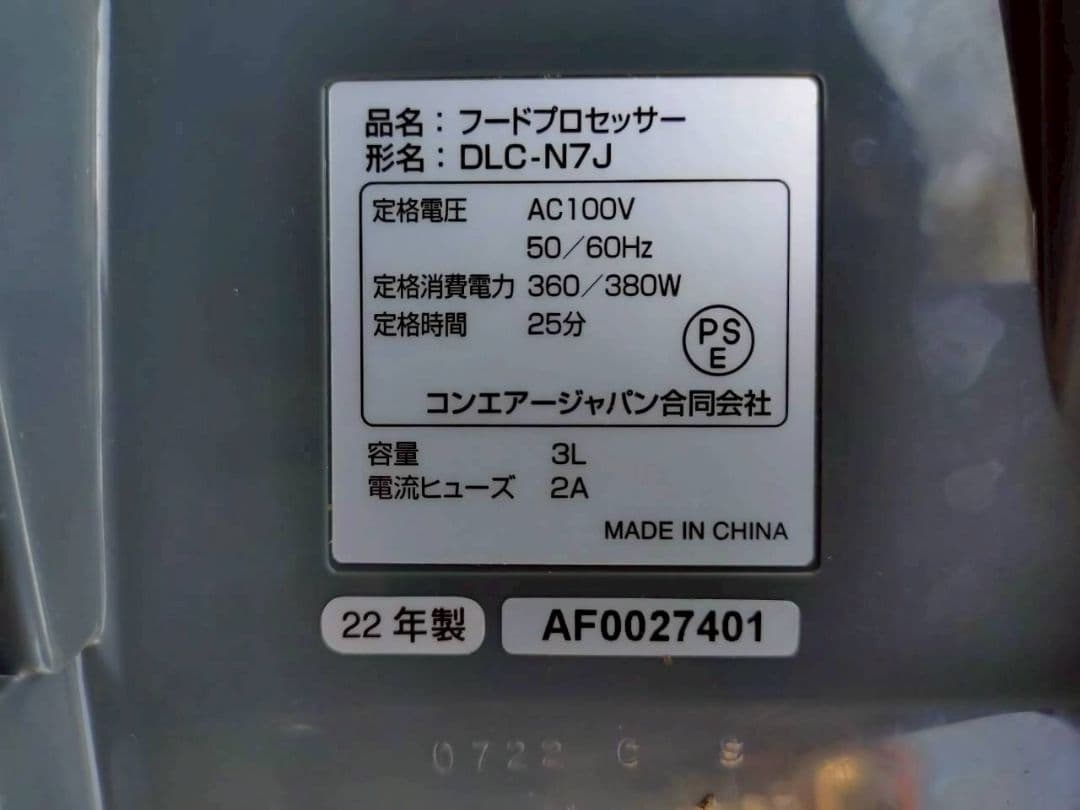 品名：フードプロセッサー
形名：DLC-N7J
定格電圧 AC100V
50／60Hz
定格消費電力 360／380W
定格時間 25分
PS
E
コンエアージャパン合同会社
容量 3L
電流ヒューズ 2A
MADE IN CHINA
22年製 AF0027401
0722 C S